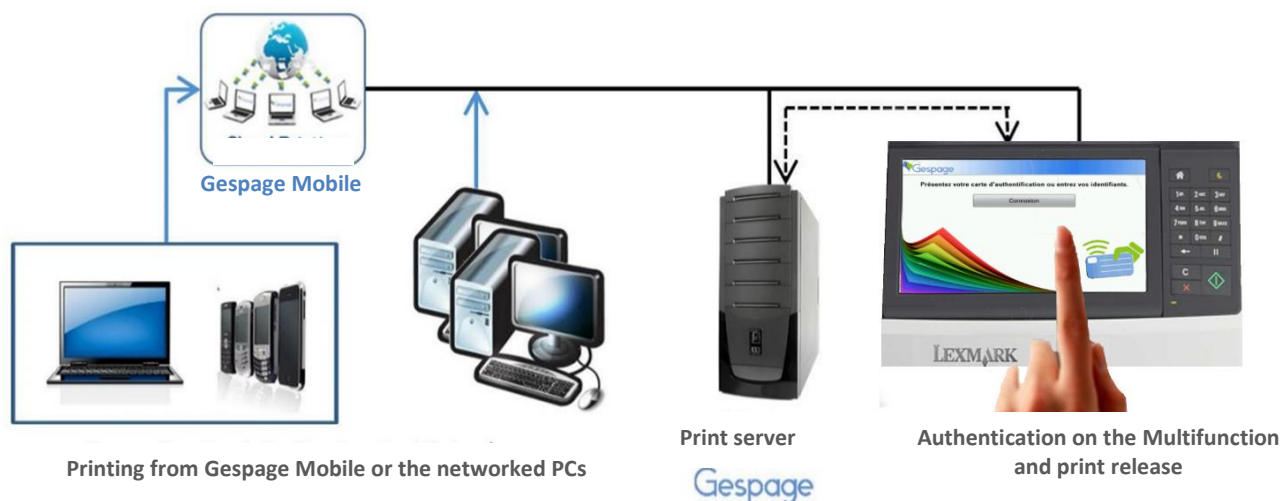 Gespage Mobile
Gespage
Présentez votre carte d'authentification ou entrez vos identifiants.
Connexion
C
LEXMARK
Print server
Gespage
Authentication on the Multifunction
and print release
Printing from Gespage Mobile or the networked PCs